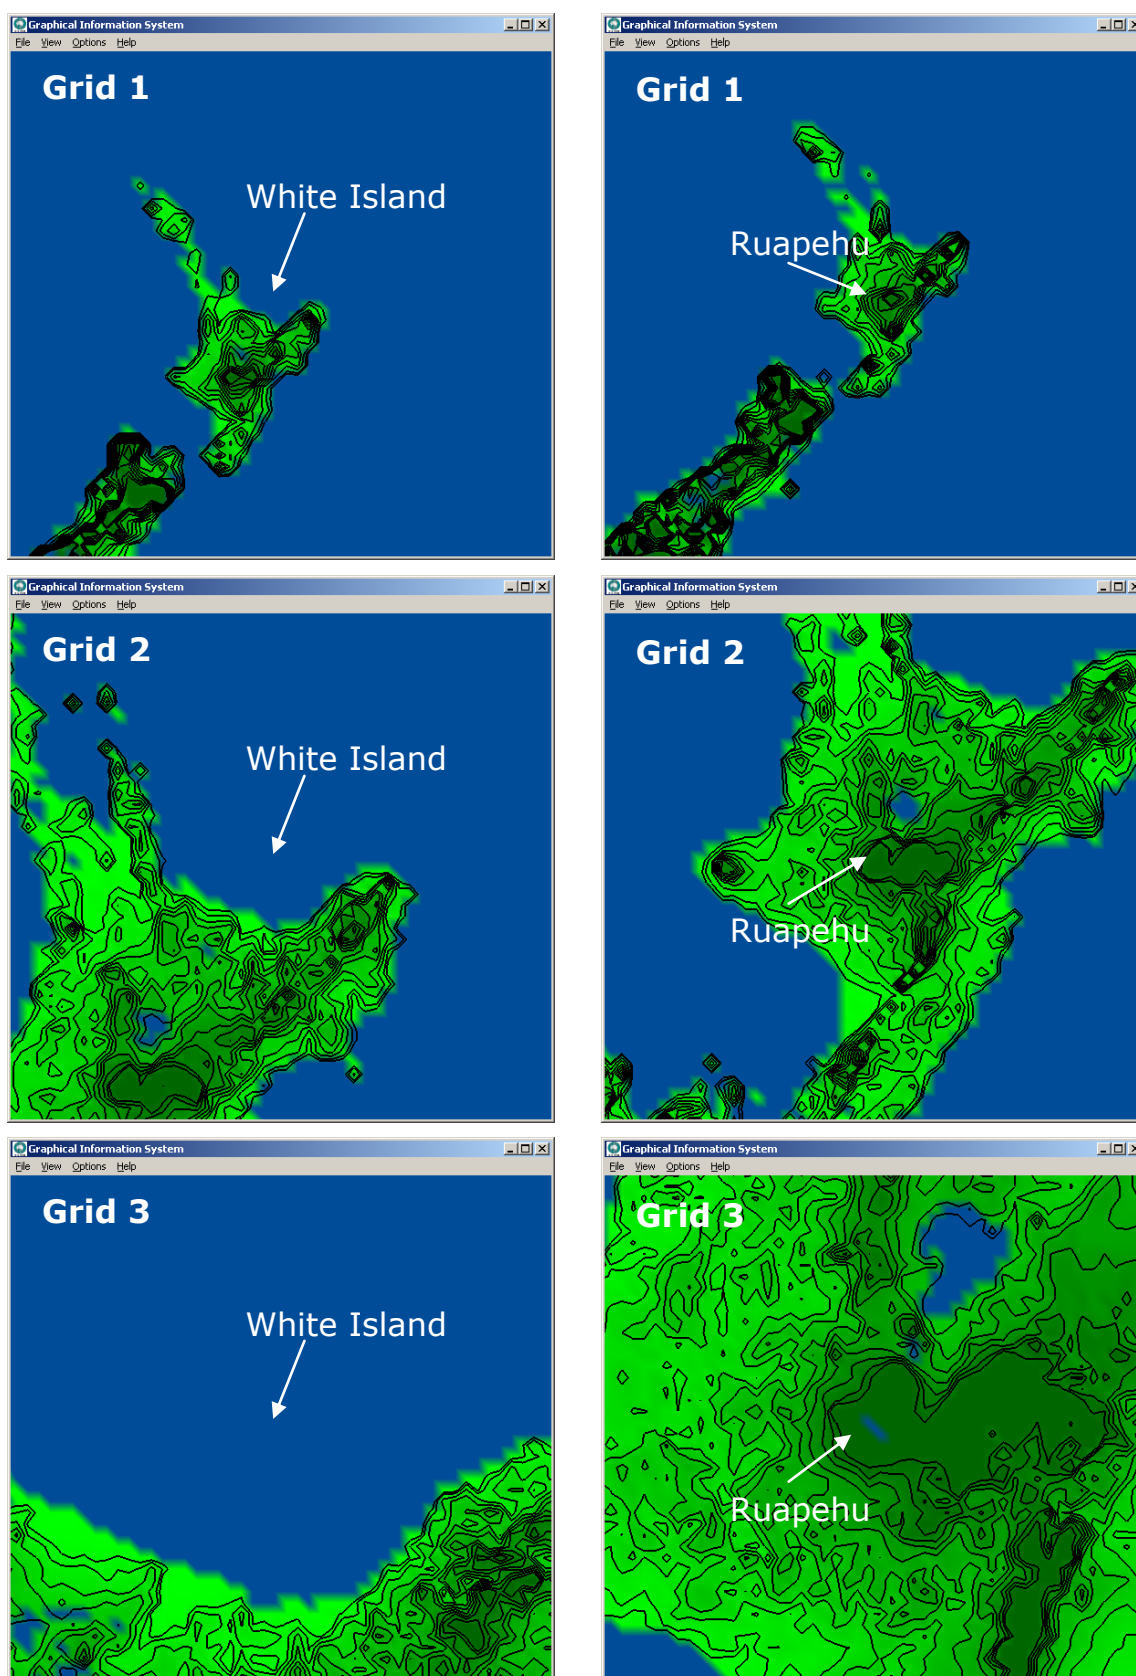 Graphical Information System
File View Options Help
Grid 1
White Island
Graphical Information System
File View Options Help
Grid 1
Ruapehu
Graphical Information System
File View Options Help
Grid 2
White Island
Graphical Information System
File View Options Help
Grid 2
Ruapehu
Graphical Information System
File View Options Help
Grid 3
White Island
Graphical Information System
File View Options Help
Grid 3
Ruapehu